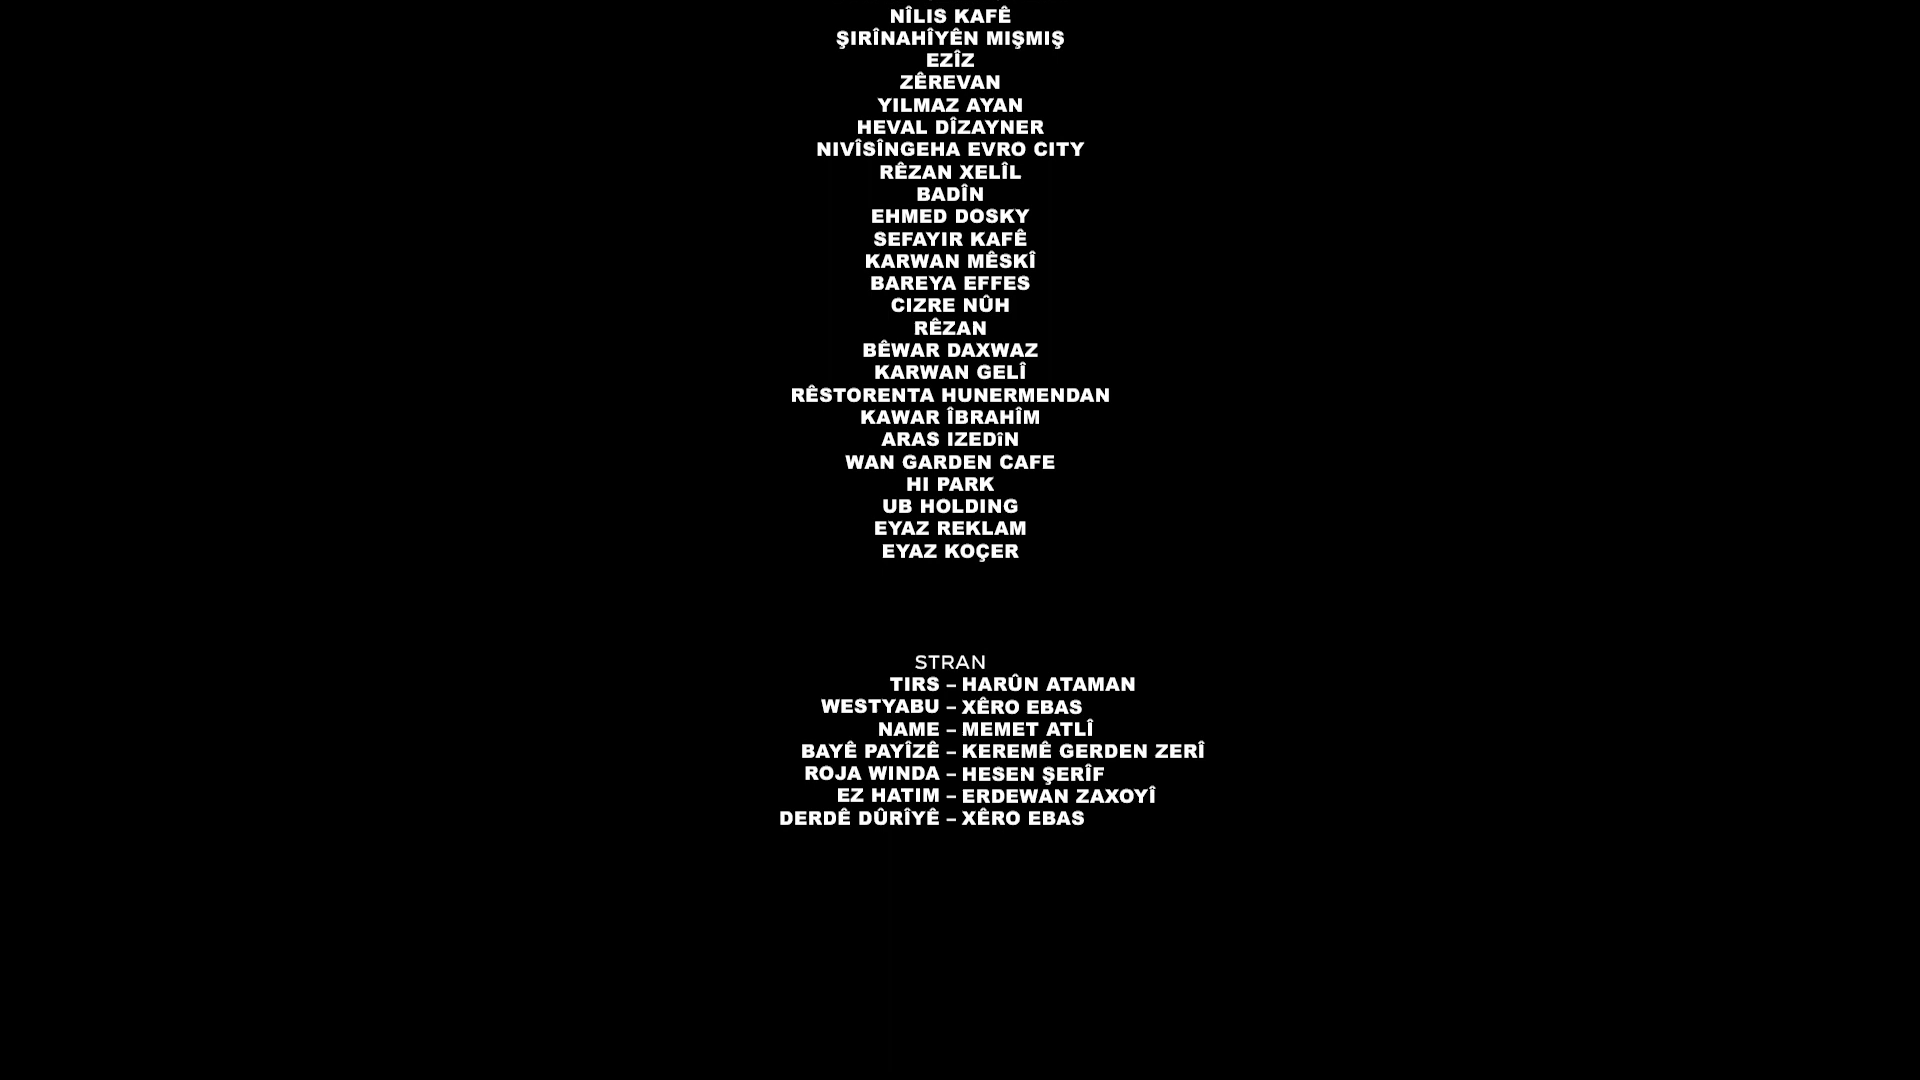 NÎLIS KAFÊ
ŞIRÎNAHÎYÊN MIŞMIŞ
EZÎZ
ZÊREVAN
YILMAZ AYAN
HEVAL DÎZAYNER
NIVÎSÎNGEHA EVRO CITY
RÊZAN XELÎL
BADÎN
EHMED DOSKY
SEFAYIR KAFÊ
KARWAN MÊSKÎ
BAREYA EFFES
CIZRE NÛH
RÊZAN
BÊWAR DAXWAZ
KARWAN GELÎ
RÊSTORENTA HUNERMENDAN
KAWAR ÎBRAHÎM
ARAS IZEDîN
WAN GARDEN CAFE
HI PARK
UB HOLDING
EYAZ REKLAM
EYAZ KOÇER
STRAN
TIRS – HARÛN ATAMAN
WESTYABU – XÊRO EBAS
NAME – MEMET ATLÎ
BAYÊ PAYÎZÊ – KEREMÊ GERDEN ZERÎ
ROJA WINDA – HESEN ŞERÎF
EZ HATIM – ERDEWAN ZAXOYÎ
DERDÊ DÛRÎYÊ – XÊRO EBAS